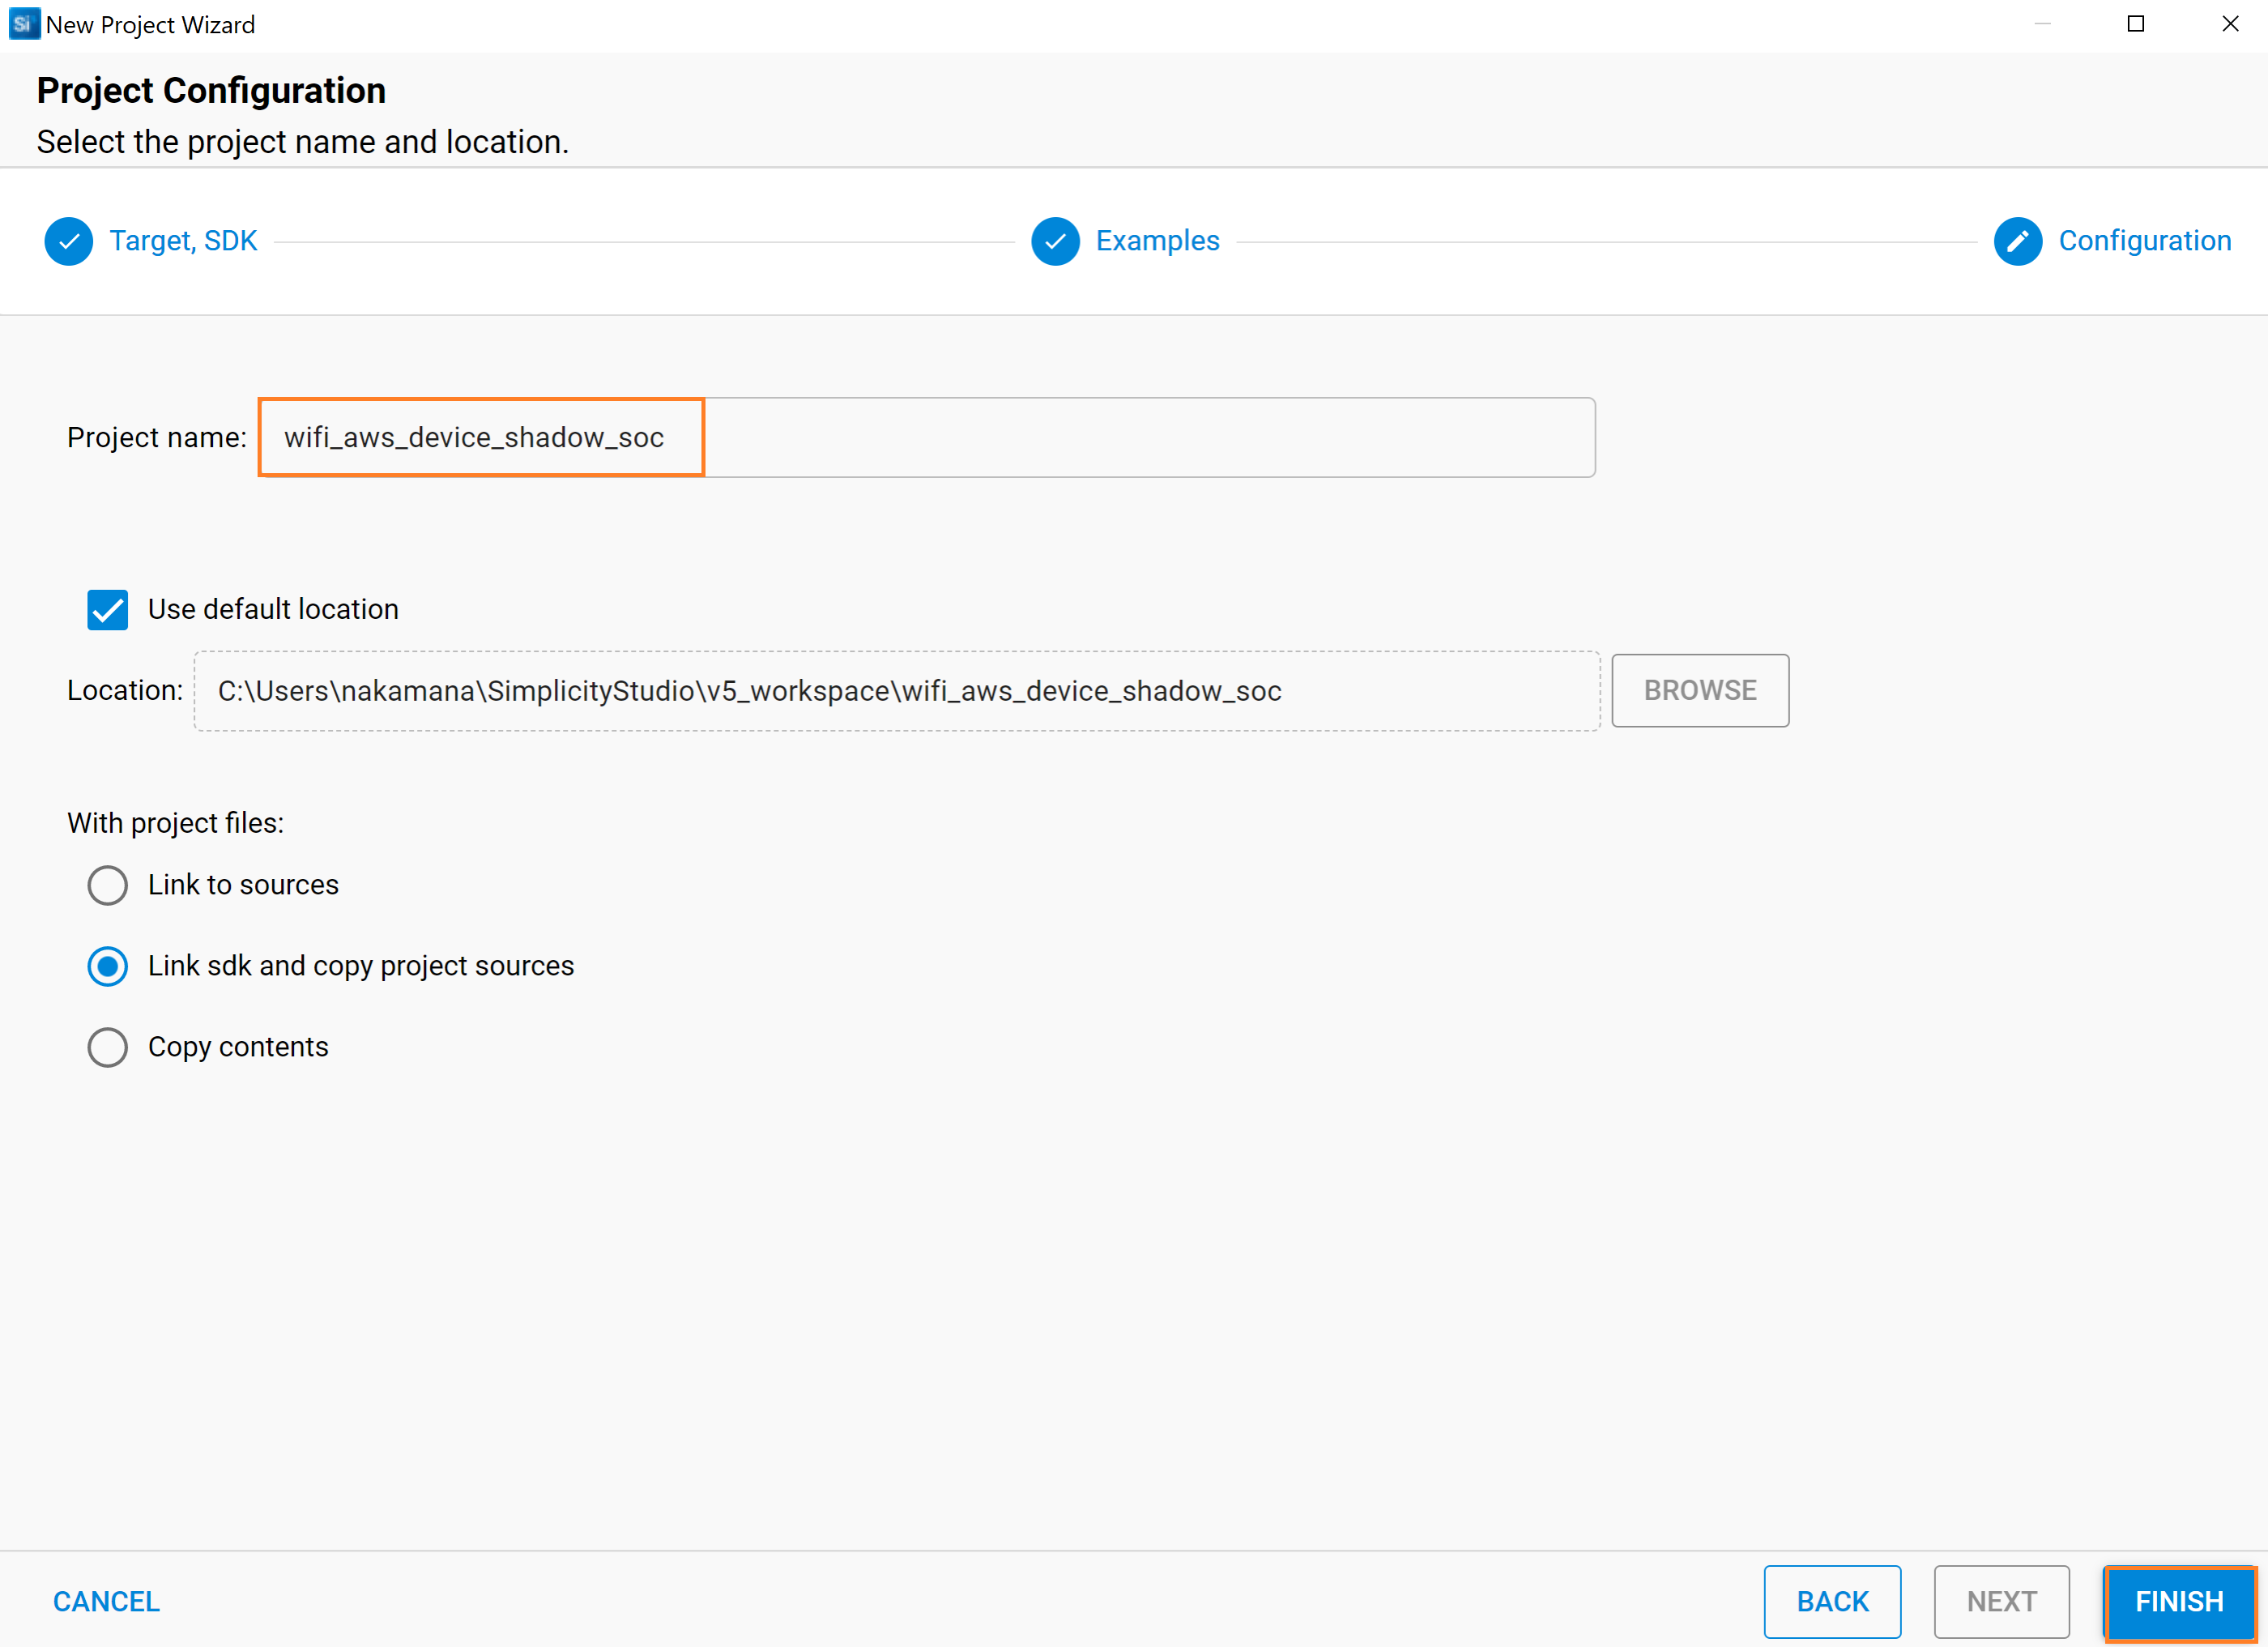 Si New Project Wizard
Project Configuration
Select the project name and location.
Target, SDK Examples Configuration
Project name: wifi_aws_device_shadow_soc
Use default location
Location: C:\Users\nakamana\SimplicityStudio\v5_workspace\wifi_aws_device_shadow_soc BROWSE
With project files:
Link to sources
Link sdk and copy project sources
Copy contents
CANCEL BACK NEXT FINISH